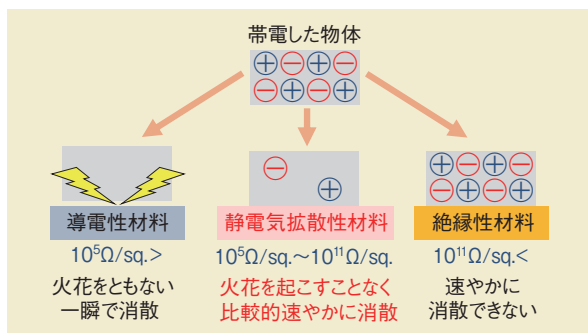 帯電した物体
⊕⊖⊕⊖
⊖⊕⊖⊕
⊖
⊕
⊕⊖⊕⊖
⊖⊕⊖⊕
導電性材料
静電気拡散性材料
絶縁性材料
10⁵Ω/sq.>
10⁵Ω/sq.～10¹¹Ω/sq.
10¹¹Ω/sq.<
火花をともない
一瞬で消散
火花を起こすことなく
比較的速やかに消散
速やかに
消散できない